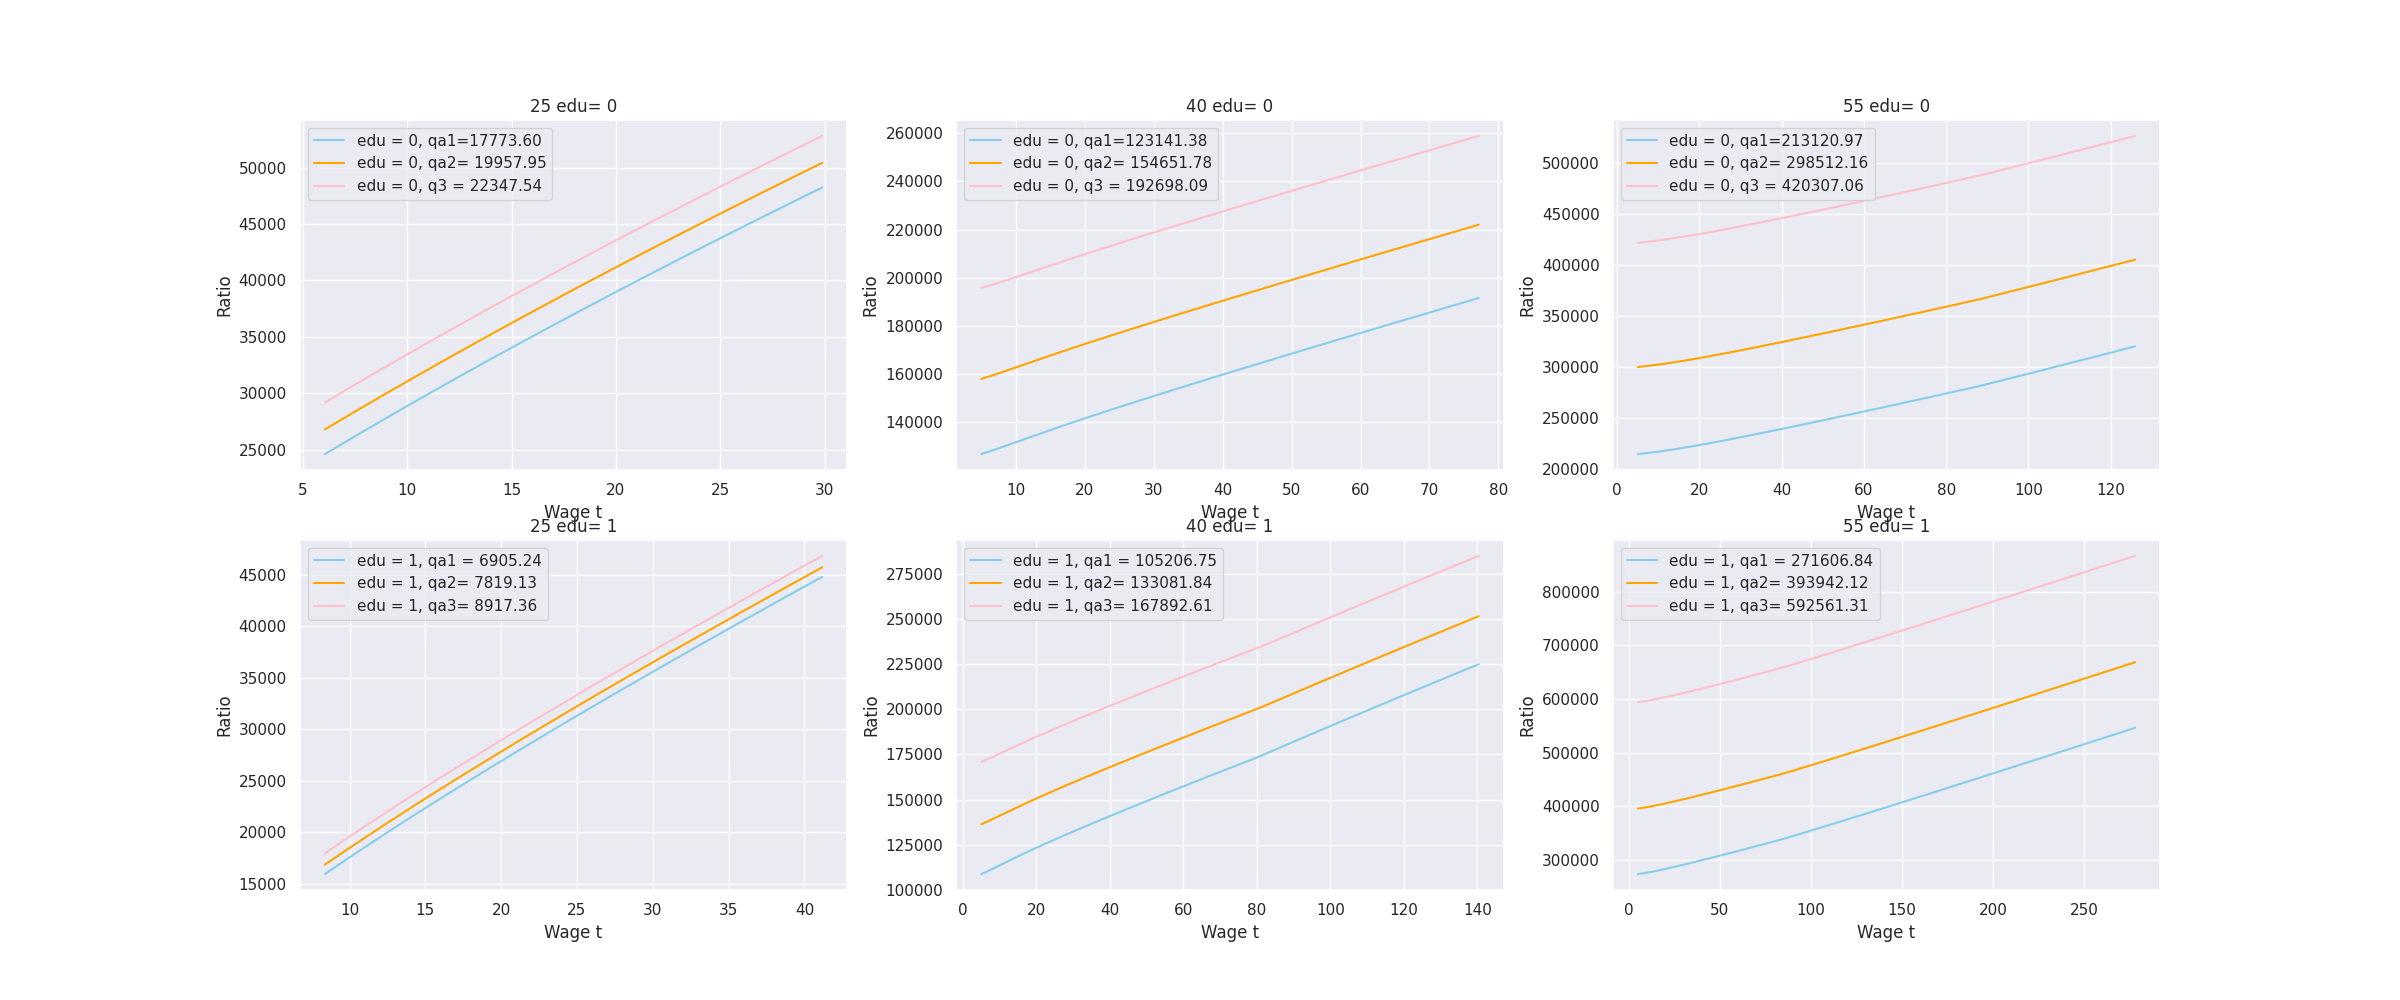 25 edu= 0
edu = 0, qa1=17773.60
edu = 0, qa2= 19957.95
edu = 0, q3 = 22347.54
50000
45000
40000
35000
30000
25000
Ratio
5 10 15 20 25 30
Wage t
40 edu= 0
edu = 0, qa1=123141.38
edu = 0, qa2= 154651.78
edu = 0, q3 = 192698.09
260000
240000
220000
200000
180000
160000
140000
Ratio
10 20 30 40 50 60 70 80
Wage t
55 edu= 0
edu = 0, qa1=213120.97
edu = 0, qa2= 298512.16
edu = 0, q3 = 420307.06
500000
450000
400000
350000
300000
250000
200000
Ratio
0 20 40 60 80 100 120
Wage t
25 edu= 1
edu = 1, qa1 = 6905.24
edu = 1, qa2= 7819.13
edu = 1, qa3= 8917.36
45000
40000
35000
30000
25000
20000
15000
Ratio
10 15 20 25 30 35 40
Wage t
40 edu= 1
edu = 1, qa1 = 105206.75
edu = 1, qa2= 133081.84
edu = 1, qa3= 167892.61
275000
250000
225000
200000
175000
150000
125000
100000
Ratio
0 20 40 60 80 100 120 140
Wage t
55 edu= 1
edu = 1, qa1 = 271606.84
edu = 1, qa2= 393942.12
edu = 1, qa3= 592561.31
800000
700000
600000
500000
400000
300000
Ratio
0 50 100 150 200 250
Wage t